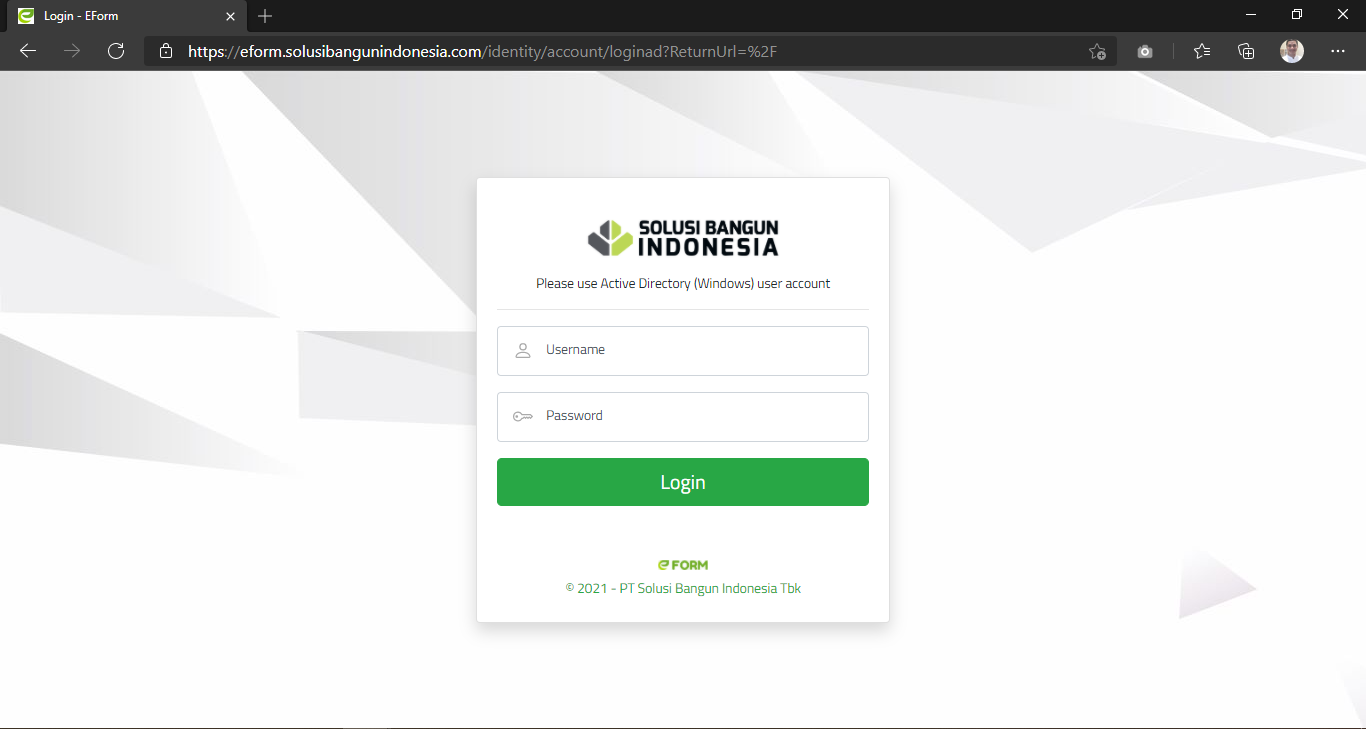 Login - EForm
https://eform.solusibangunindonesia.com/identity/account/loginad?ReturnUrl=%2F
SOLUSI BANGUN
INDONESIA
Please use Active Directory (Windows) user account
Username
Password
Login
e FORM
© 2021 - PT Solusi Bangun Indonesia Tbk